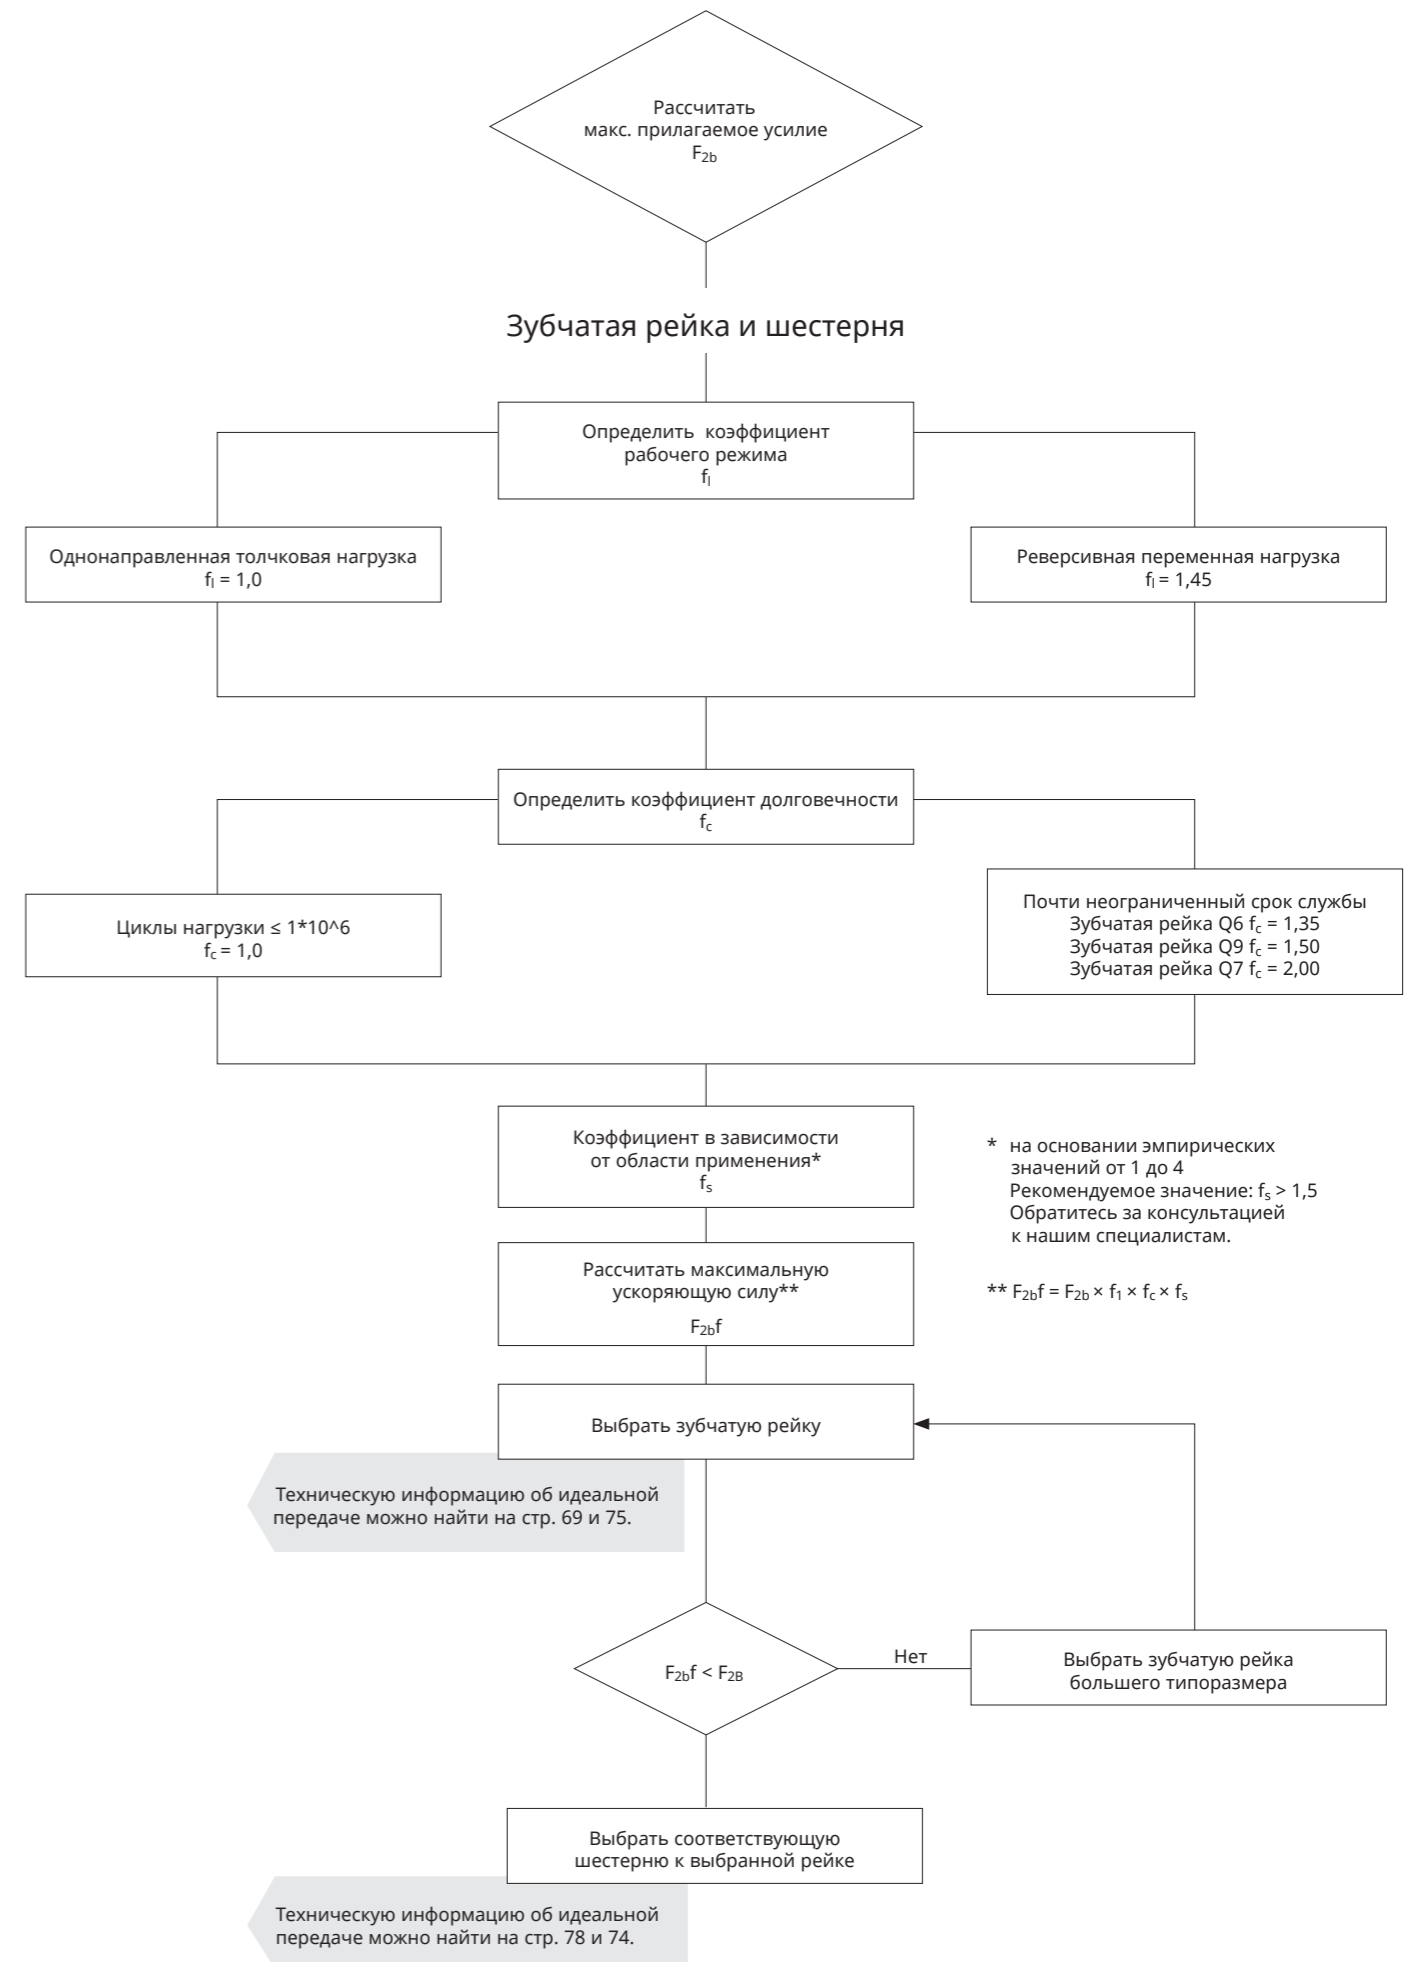 Рассчитать
макс. прилагаемое усилие
F2b
Зубчатая рейка и шестерня
Определить коэффициент
рабочего режима
fl
Однонаправленная толчковая нагрузка
fl = 1,0
Реверсивная переменная нагрузка
fl = 1,45
Определить коэффициент долговечности
fc
Циклы нагрузки ≤ 1*10^6
fc = 1,0
Почти неограниченный срок службы
Зубчатая рейка Q6 fc = 1,35
Зубчатая рейка Q9 fc = 1,50
Зубчатая рейка Q7 fc = 2,00
Коэффициент в зависимости
от области применения*
fs
* на основании эмпирических
значений от 1 до 4
Рекомендуемое значение: fs > 1,5
Обратитесь за консультацией
к нашим специалистам.
Рассчитать максимальную
ускоряющую силу**
F2bf
** F2bf = F2b × f1 × fc × fs
Выбрать зубчатую рейку
Техническую информацию об идеальной
передаче можно найти на стр. 69 и 75.
F2bf < F2B
Нет
Выбрать зубчатую рейка
большего типоразмера
Выбрать соответствующую
шестерню к выбранной рейке
Техническую информацию об идеальной
передаче можно найти на стр. 78 и 74.